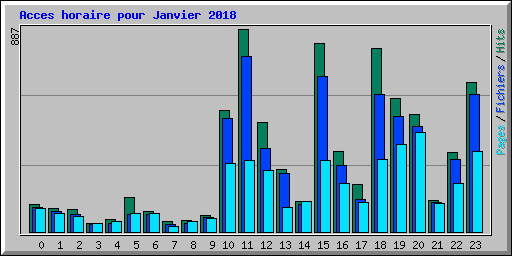 Acces horaire pour Janvier 2018
887
Pages / Fichiers / Hits
0 1 2 3 4 5 6 7 8 9 10 11 12 13 14 15 16 17 18 19 20 21 22 23